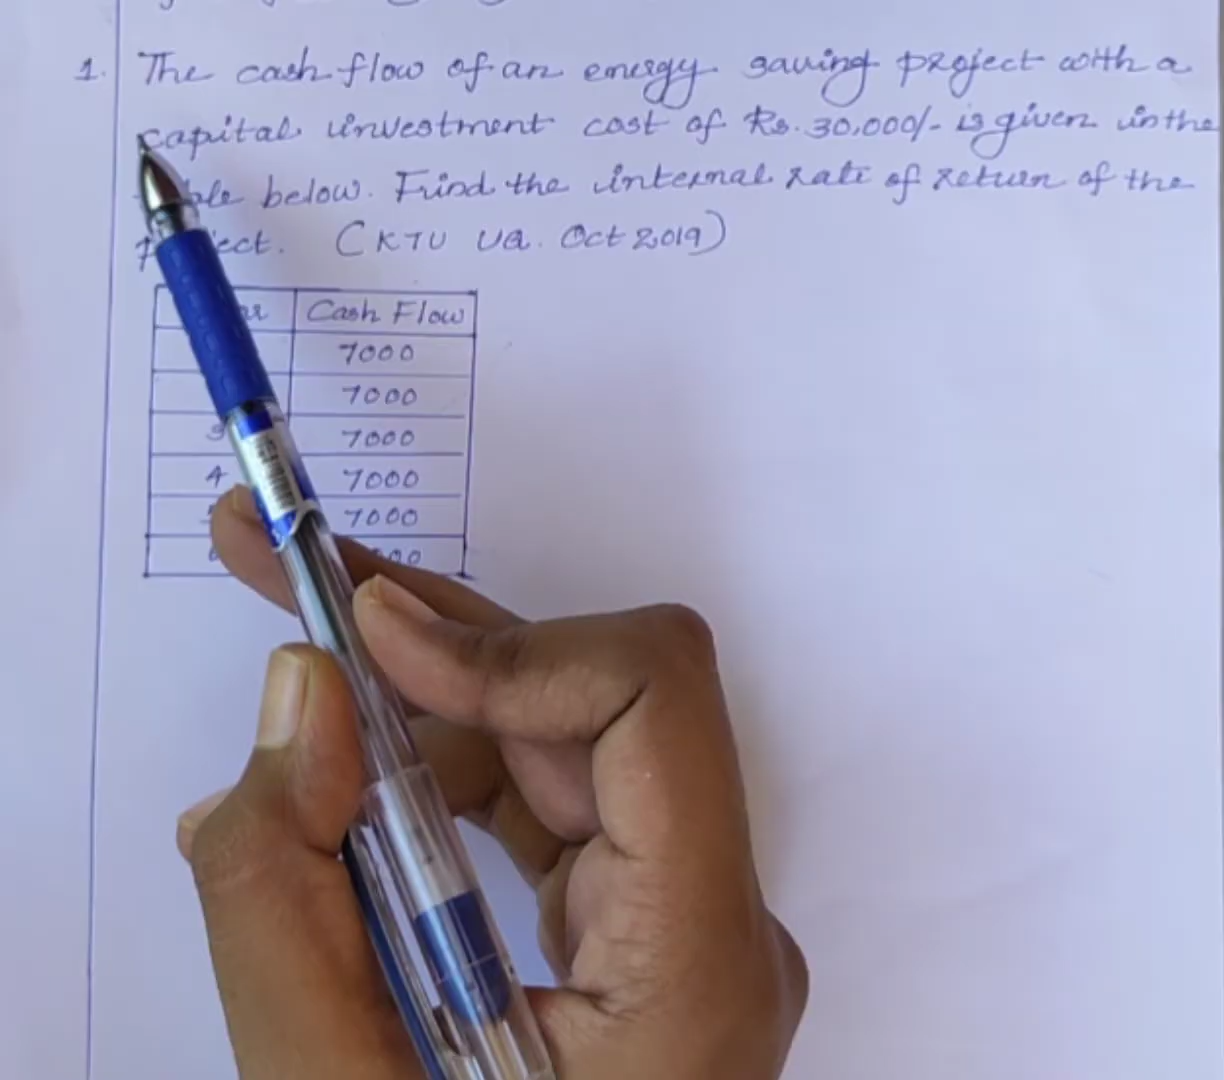 1. The cash flow of an energy saving project with a
capital investment cost of Rs. 30,000/- is given in the
below. Find the internal rate of return of the
(KTU UQ. Oct 2019)
Cash Flow
7000
7000
3 7000
4 7000
7000